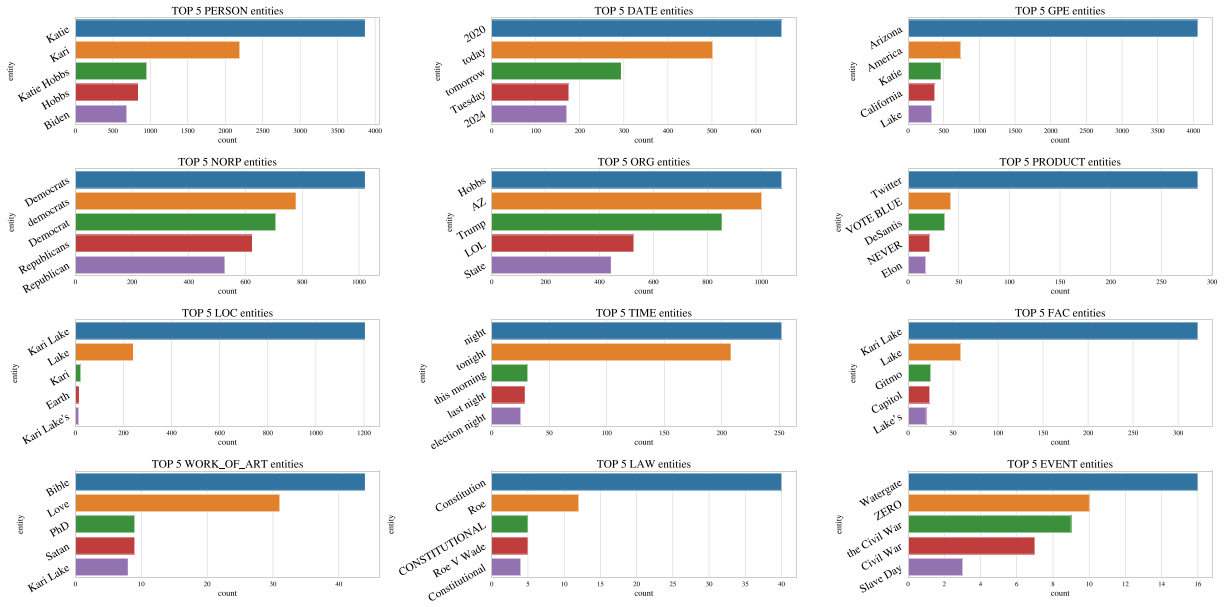 TOP 5 PERSON entities
entity
Katie
Kari
Katie Hobbs
Hobbs
Biden
0 500 1000 1500 2000 2500 3000 3500 4000
count
TOP 5 DATE entities
entity
2020
today
tomorrow
Tuesday
2024
0 100 200 300 400 500 600
count
TOP 5 GPE entities
entity
Arizona
America
Katie
California
Lake
0 500 1000 1500 2000 2500 3000 3500 4000
count
TOP 5 NORP entities
entity
Democrats
democrats
Democrat
Republicans
Republican
0 200 400 600 800 1000
count
TOP 5 ORG entities
entity
Hobbs
AZ
Trump
LOL
State
0 200 400 600 800 1000
count
TOP 5 PRODUCT entities
entity
Twitter
VOTE BLUE
DeSantis
NEVER
Elon
0 50 100 150 200 250 300
count
TOP 5 LOC entities
entity
Kari Lake
Lake
Kari
Earth
Kari Lake's
0 200 400 600 800 1000 1200
count
TOP 5 TIME entities
entity
night
tonight
this morning
last night
election night
0 50 100 150 200 250
count
TOP 5 FAC entities
entity
Kari Lake
Lake
Gitmo
Capitol
Lake's
0 50 100 150 200 250 300
count
TOP 5 WORK_OF_ART entities
entity
Bible
Love
PhD
Satan
Kari Lake
0 10 20 30 40
count
TOP 5 LAW entities
entity
Constitution
Roe
CONSTITUTIONAL
Roe V Wade
Constitutional
0 5 10 15 20 25 30 35 40
count
TOP 5 EVENT entities
entity
Watergate
ZERO
the Civil War
Civil War
Slave Day
0 2 4 6 8 10 12 14 16
count